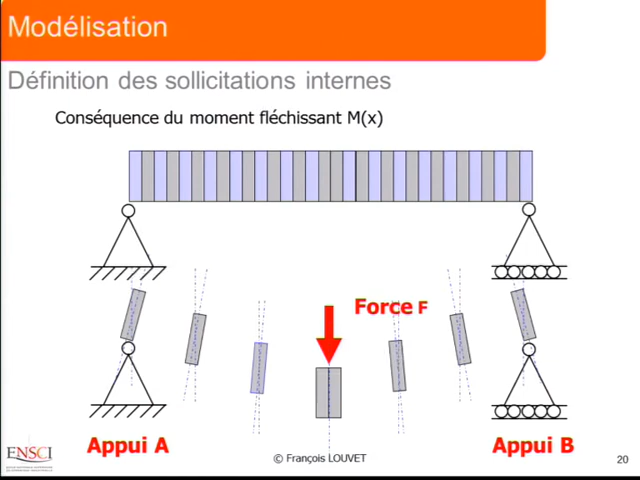 Modélisation
Définition des sollicitations internes
Conséquence du moment fléchissant M(x)
Force F
Appui A
Appui B
ENSCI
© François LOUVET
20